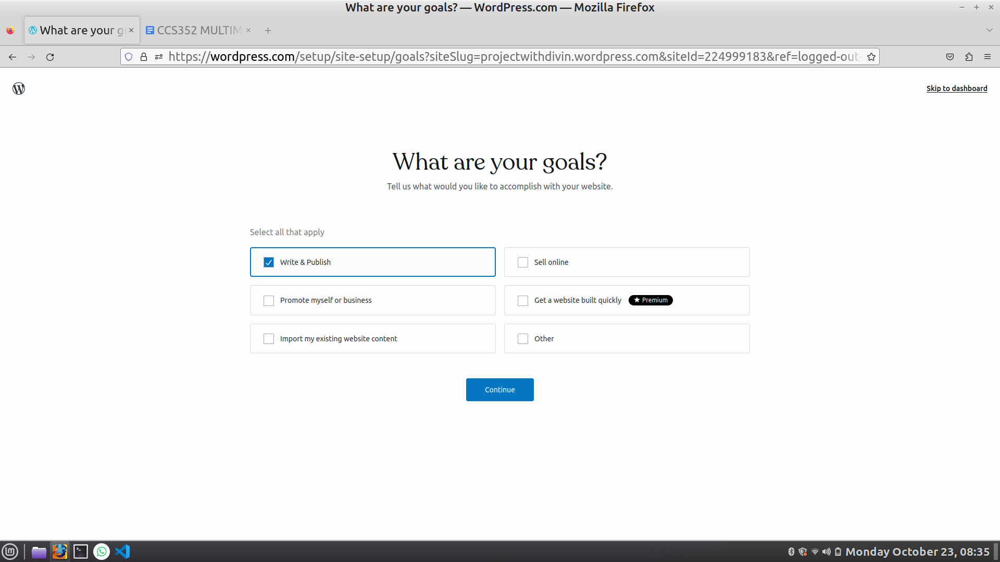 What are your goals? — WordPress.com — Mozilla Firefox
What are your g
CCS352 MULTIM
https://wordpress.com/setup/site-setup/goals?siteSlug=projectwithdivin.wordpress.com&siteId=224999183&ref=logged-out-
Skip to dashboard
What are your goals?
Tell us what would you like to accomplish with your website.
Select all that apply
Write & Publish
Sell online
Promote myself or business
Get a website built quickly
★ Premium
Import my existing website content
Other
Continue
Monday October 23, 08:35